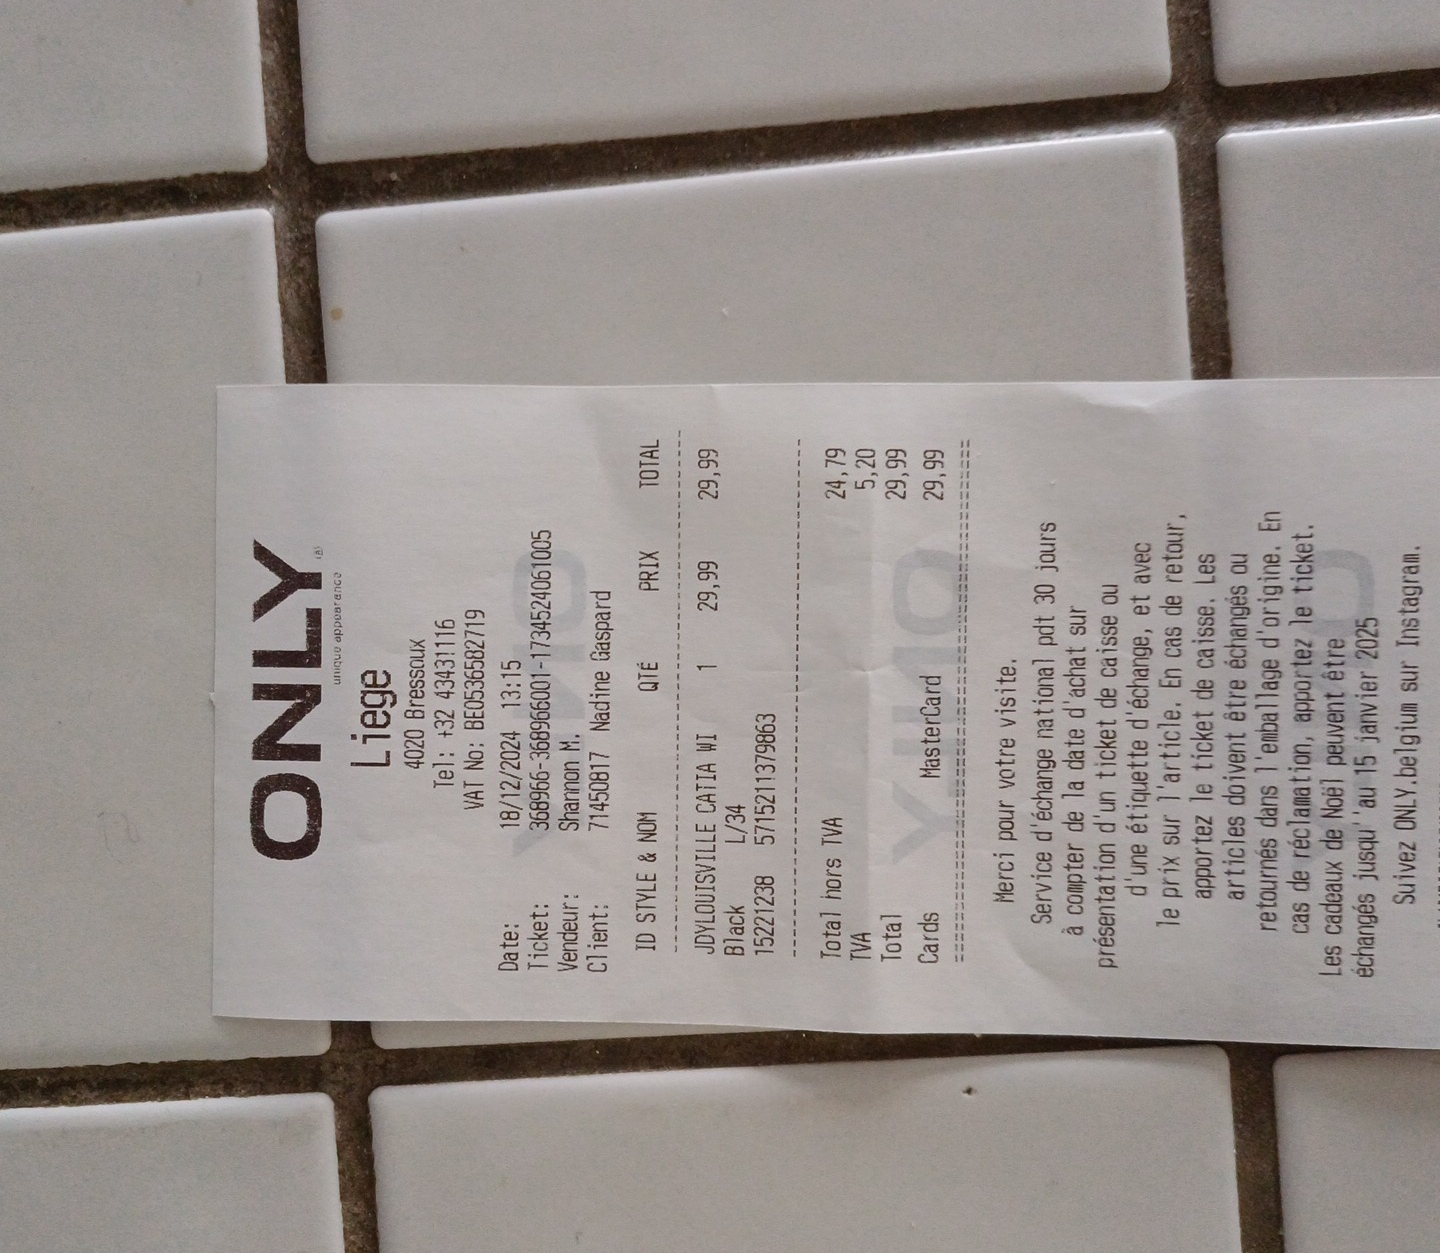 ONLY
(R)
unique appearance
Liege
4020 Bressoux
Tel: +32 43431116
VAT No: BE0536582719
Date: 18/12/2024 13:15
Ticket: 368966-368966001-1734524061005
Vendeur: Shannon M.
Client: 71450817 Nadine Gaspard
ID STYLE & NOM QTÉ PRIX TOTAL
JDYLOUISVILLE CATIA WI 1 29,99 29,99
Black L/34
15221238 5715211379863
Total hors TVA 24,79
TVA 5,20
Total 29,99
Cards MasterCard 29,99
Merci pour votre visite.
Service d'échange national pdt 30 jours
à compter de la date d'achat sur
présentation d'un ticket de caisse ou
d'une étiquette d'échange, et avec
le prix sur l'article. En cas de retour,
apportez le ticket de caisse. Les
articles doivent être échangés ou
retournés dans l'emballage d'origine. En
cas de réclamation, apportez le ticket.
Les cadeaux de Noël peuvent être
échangés jusqu''au 15 janvier 2025
Suivez ONLY.belgium sur Instagram.